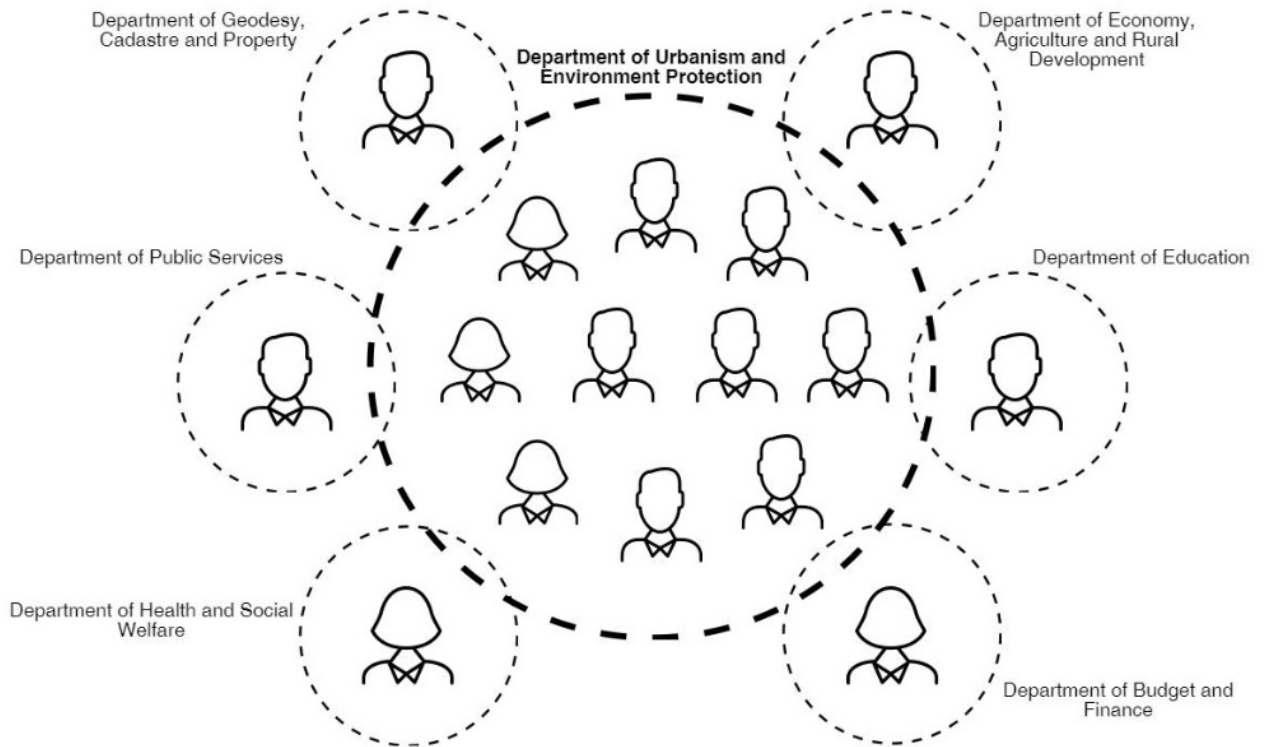 Department of Geodesy,
Cadastre and Property
Department of Urbanism and
Environment Protection
Department of Economy,
Agriculture and Rural
Development
Department of Public Services
Department of Education
Department of Health and Social
Welfare
Department of Budget and
Finance